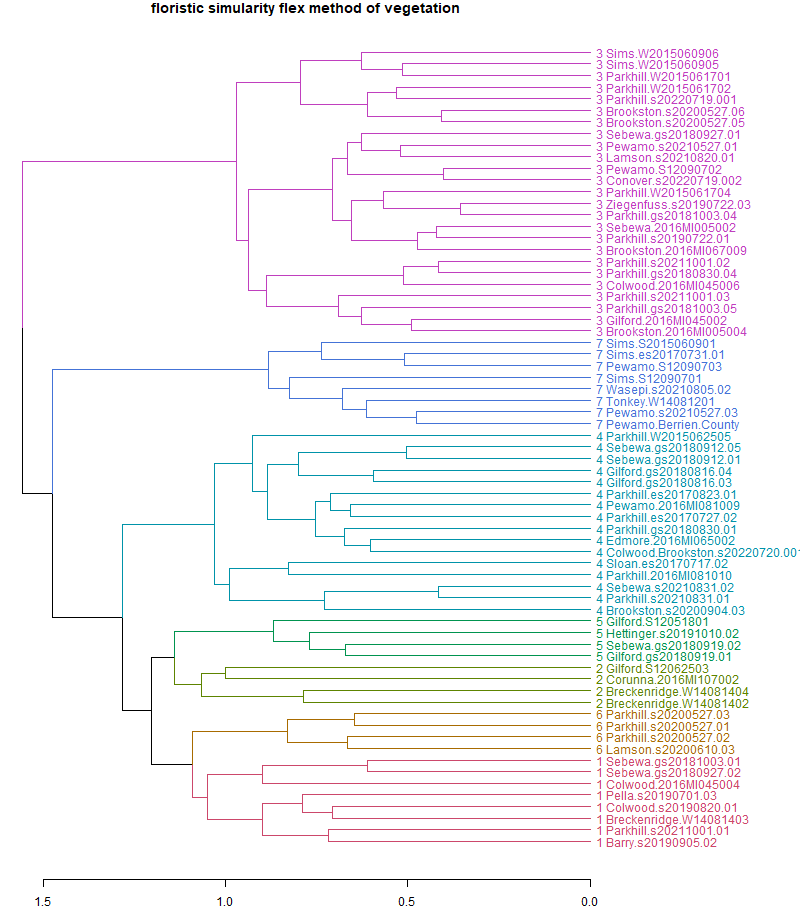 floristic simularity flex method of vegetation
3 Sims.W2015060906
3 Sims.W2015060905
3 Parkhill.W2015061701
3 Parkhill.W2015061702
3 Parkhill.s20220719.001
3 Brookston.s20200527.06
3 Brookston.s20200527.05
3 Sebewa.gs20180927.01
3 Pewamo.s20210527.01
3 Lamson.s20210820.01
3 Pewamo.S12090702
3 Conover.s20220719.002
3 Parkhill.W2015061704
3 Ziegenfuss.s20190722.03
3 Parkhill.gs20181003.04
3 Sebewa.2016MI005002
3 Parkhill.s20190722.01
3 Brookston.2016MI067009
3 Parkhill.s20211001.02
3 Parkhill.gs20180830.04
3 Colwood.2016MI045006
3 Parkhill.s20211001.03
3 Parkhill.gs20181003.05
3 Gilford.2016MI045002
3 Brookston.2016MI005004
7 Sims.S2015060901
7 Sims.es20170731.01
7 Pewamo.S12090703
7 Sims.S12090701
7 Wasepi.s20210805.02
7 Tonkey.W14081201
7 Pewamo.s20210527.03
7 Pewamo.Berrien.County
4 Parkhill.W2015062505
4 Sebewa.gs20180912.05
4 Sebewa.gs20180912.01
4 Gilford.gs20180816.04
4 Gilford.gs20180816.03
4 Parkhill.es20170823.01
4 Pewamo.2016MI081009
4 Parkhill.es20170727.02
4 Parkhill.gs20180830.01
4 Edmore.2016MI065002
4 Colwood.Brookston.s20220720.001
4 Sloan.es20170717.02
4 Parkhill.2016MI081010
4 Sebewa.s20210831.02
4 Parkhill.s20210831.01
4 Brookston.s20200904.03
5 Gilford.S12051801
5 Hettinger.s20191010.02
5 Sebewa.gs20180919.02
5 Gilford.gs20180919.01
2 Gilford.S12062503
2 Corunna.2016MI107002
2 Breckenridge.W14081404
2 Breckenridge.W14081402
6 Parkhill.s20200527.03
6 Parkhill.s20200527.01
6 Parkhill.s20200527.02
6 Lamson.s20200610.03
1 Sebewa.gs20181003.01
1 Sebewa.gs20180927.02
1 Colwood.2016MI045004
1 Pella.s20190701.03
1 Colwood.s20190820.01
1 Breckenridge.W14081403
1 Parkhill.s20211001.01
1 Barry.s20190905.02
1.5 1.0 0.5 0.0